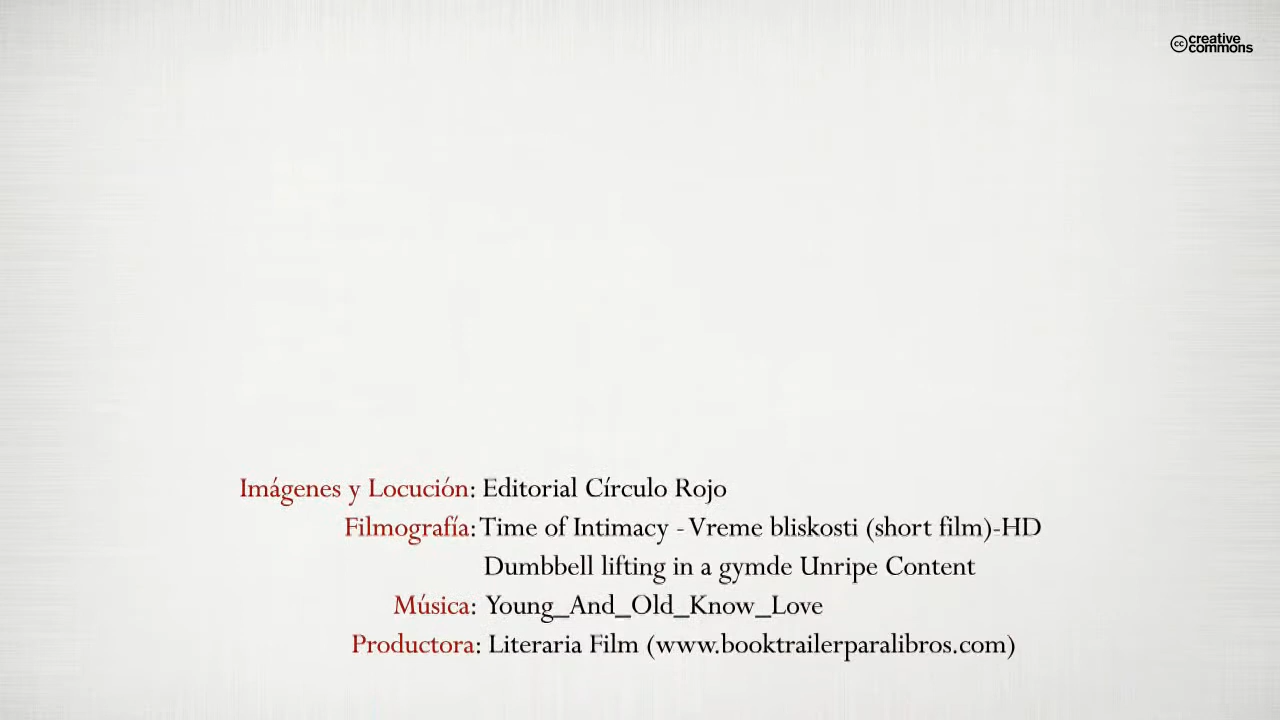 creative
commons
Imágenes y Locución: Editorial Círculo Rojo
Filmografía: Time of Intimacy - Vreme bliskosti (short film)-HD
Dumbbell lifting in a gymde Unripe Content
Música: Young_And_Old_Know_Love
Productora: Literaria Film (www.booktrailerparalibros.com)